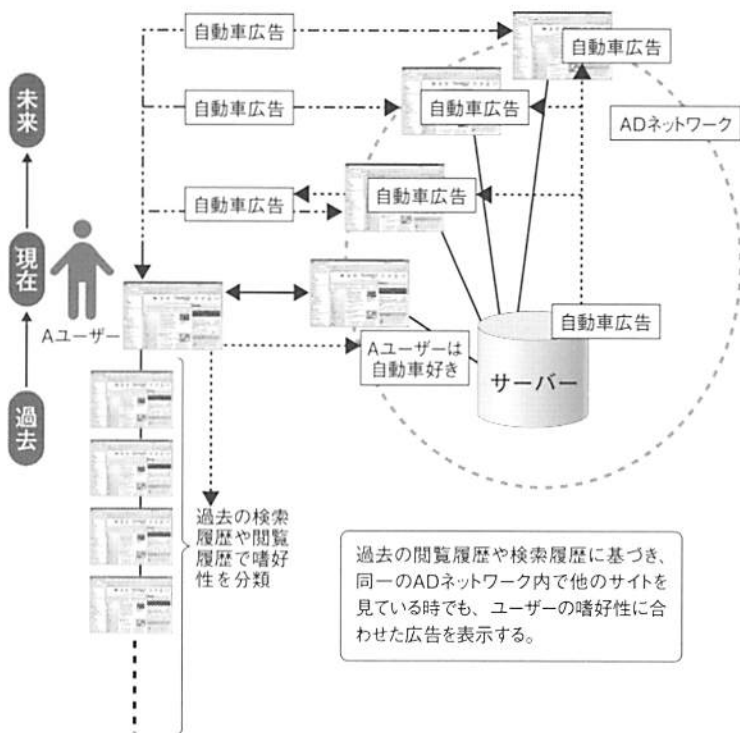 自動車広告
自動車広告
自動車広告
自動車広告
ADネットワーク
自動車広告
自動車広告
未来
現在
過去
Aユーザー
自動車広告
Aユーザーは
自動車好き
サーバー
過去の検索
履歴や閲覧
履歴で嗜好
性を分類
過去の閲覧履歴や検索履歴に基づき、
同一のADネットワーク内で他のサイトを
見ている時でも、ユーザーの嗜好性に合
わせた広告を表示する。